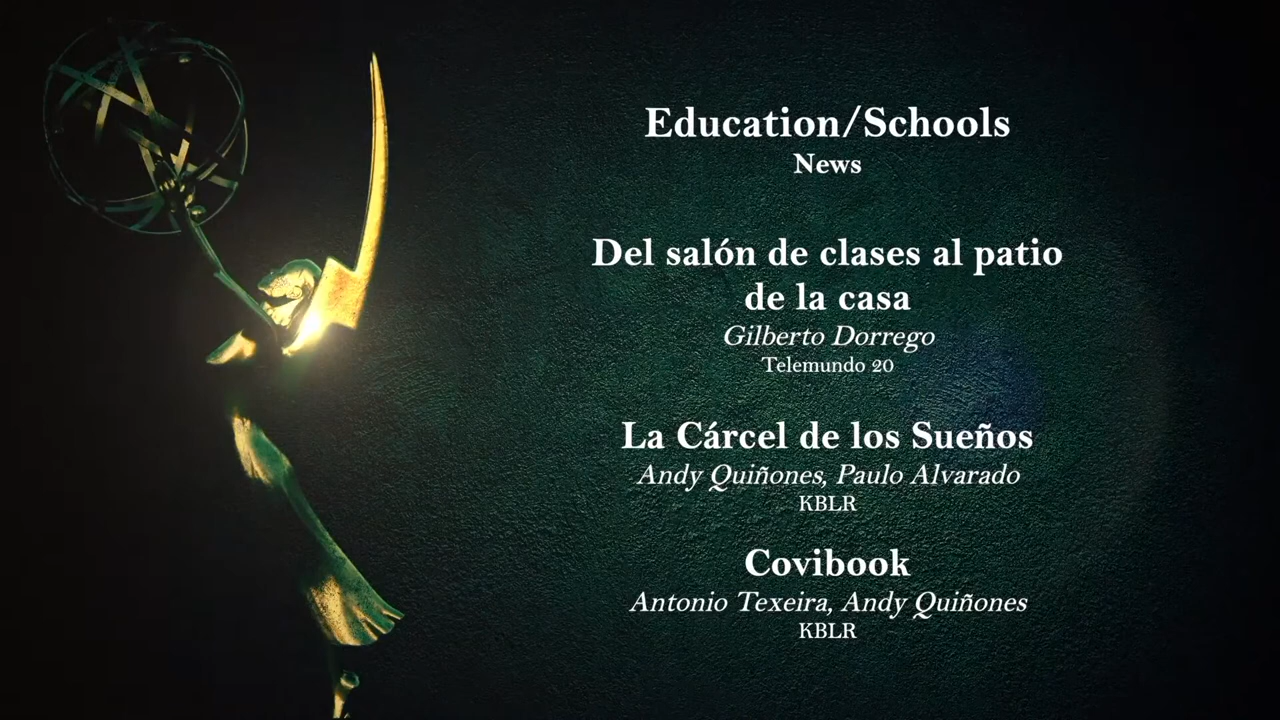 Education/Schools
News
Del salón de clases al patio
de la casa
Gilberto Dorrego
Telemundo 20
La Cárcel de los Sueños
Andy Quiñones, Paulo Alvarado
KBLR
Covibook
Antonio Texeira, Andy Quiñones
KBLR